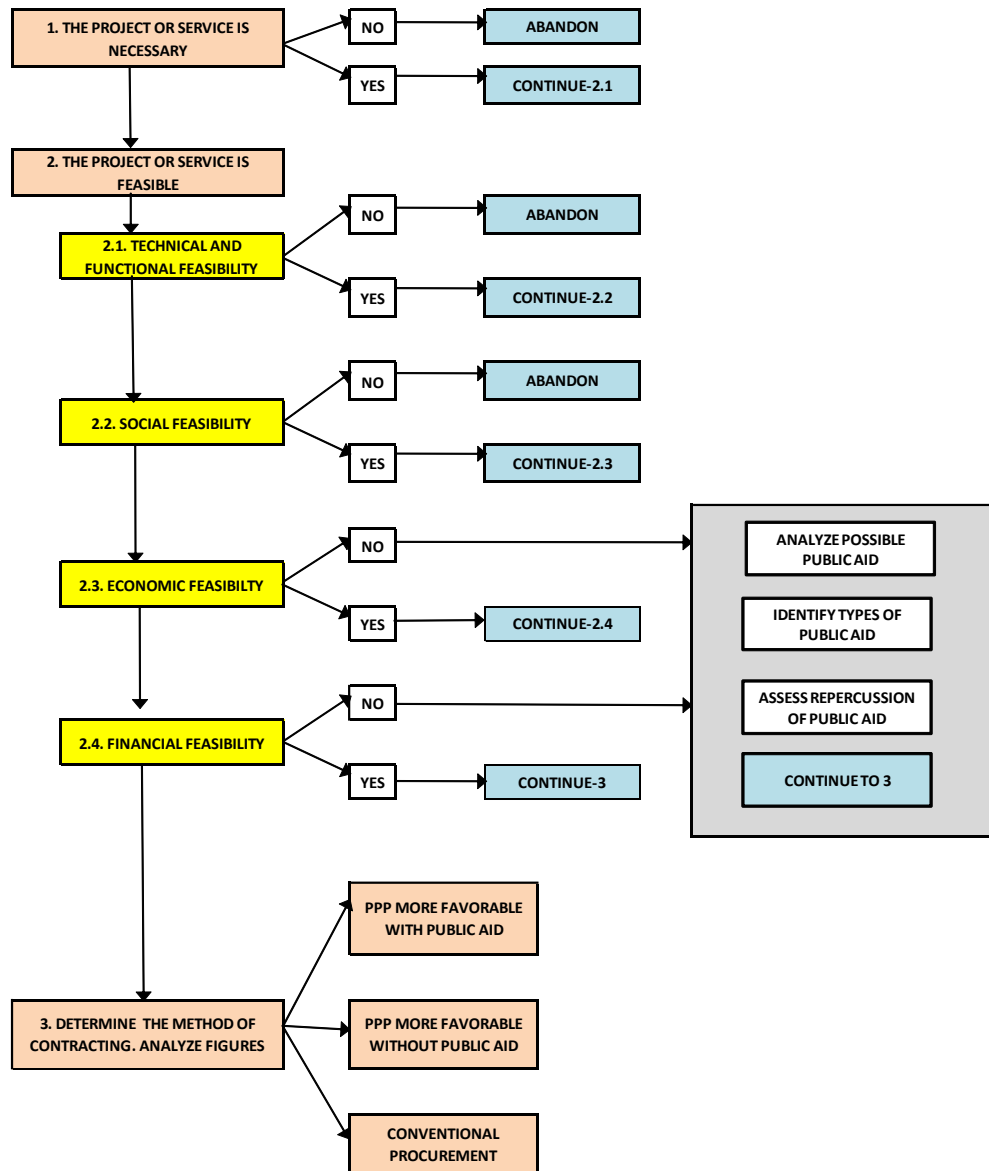 1. THE PROJECT OR SERVICE IS
NECESSARY
NO
ABANDON
YES
CONTINUE-2.1
2. THE PROJECT OR SERVICE IS
FEASIBLE
2.1. TECHNICAL AND
FUNCTIONAL FEASIBILITY
NO
ABANDON
YES
CONTINUE-2.2
2.2. SOCIAL FEASIBILITY
NO
ABANDON
YES
CONTINUE-2.3
2.3. ECONOMIC FEASIBILTY
NO
YES
CONTINUE-2.4
ANALYZE POSSIBLE
PUBLIC AID
IDENTIFY TYPES OF
PUBLIC AID
ASSESS REPERCUSSION
OF PUBLIC AID
CONTINUE TO 3
2.4. FINANCIAL FEASIBILITY
NO
YES
CONTINUE-3
3. DETERMINE THE METHOD OF
CONTRACTING. ANALYZE FIGURES
PPP MORE FAVORABLE
WITH PUBLIC AID
PPP MORE FAVORABLE
WITHOUT PUBLIC AID
CONVENTIONAL
PROCUREMENT